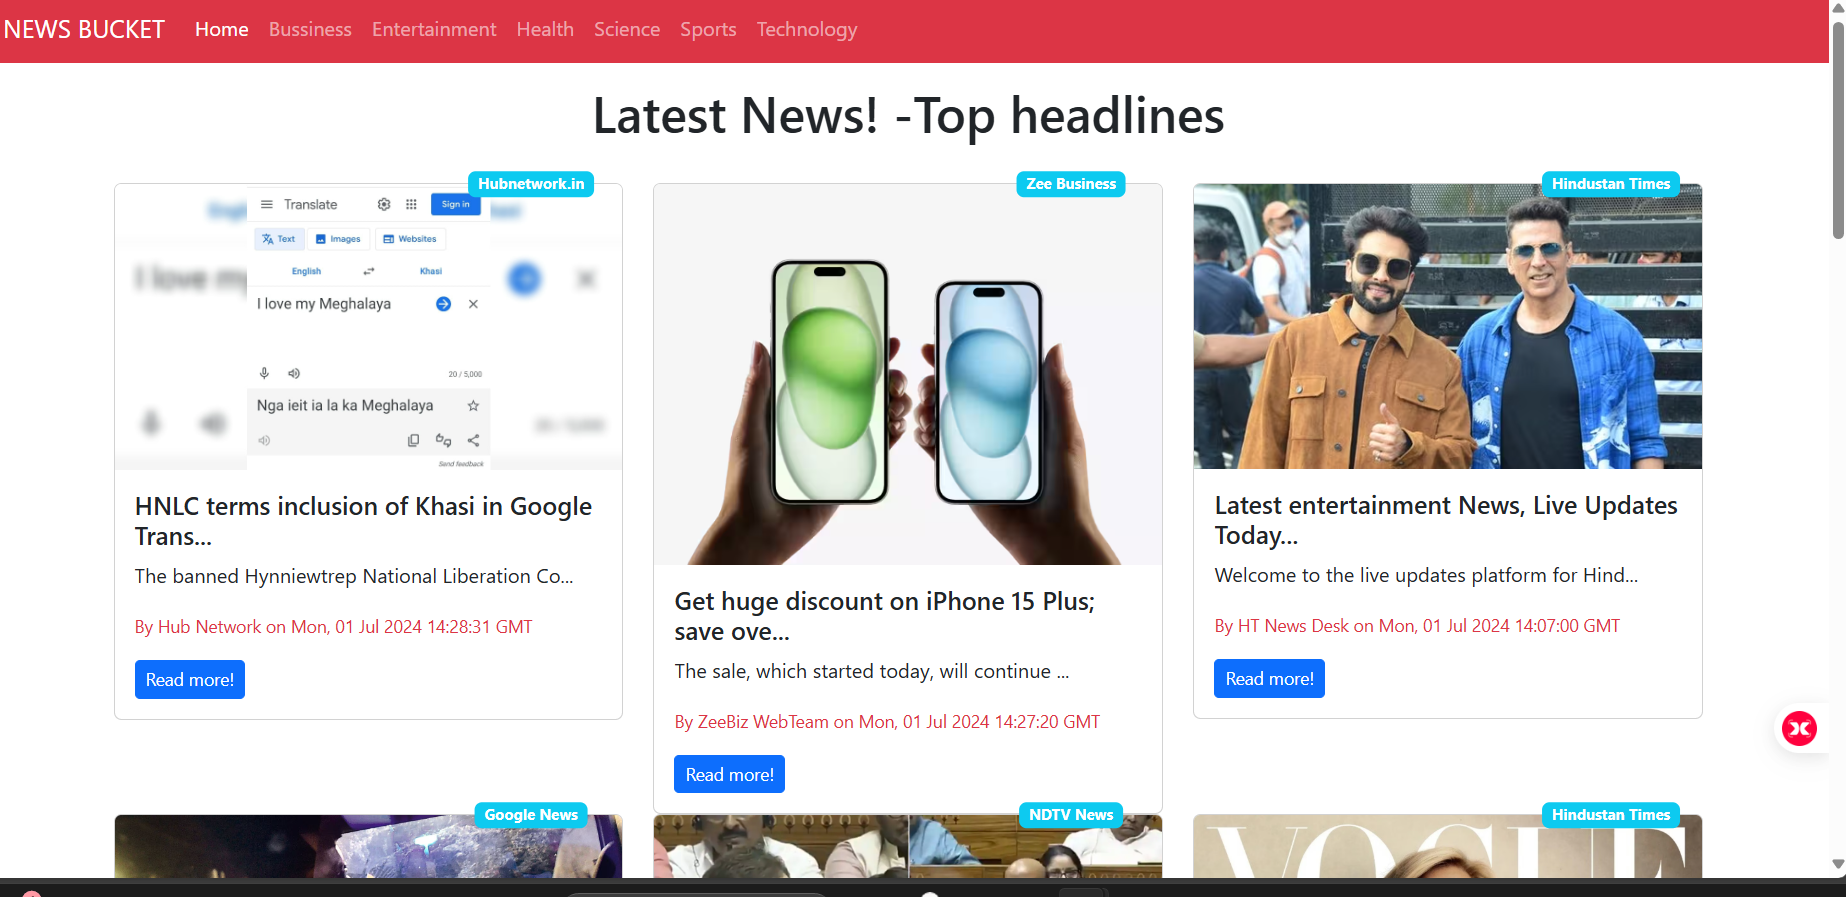 NEWS BUCKET Home Bussiness Entertainment Health Science Sports Technology
Latest News! -Top headlines
Hubnetwork.in
Translate
Sign in
Text Images Websites
English Khasi
I love my
I love my Meghalaya
20 / 5,000
20 / 5,000
Nga ieit ia la ka Meghalaya
Send feedback
HNLC terms inclusion of Khasi in Google
Trans...
The banned Hynniewtrep National Liberation Co...
By Hub Network on Mon, 01 Jul 2024 14:28:31 GMT
Read more!
Zee Business
Get huge discount on iPhone 15 Plus;
save ove...
The sale, which started today, will continue ...
By ZeeBiz WebTeam on Mon, 01 Jul 2024 14:27:20 GMT
Read more!
Hindustan Times
Latest entertainment News, Live Updates
Today...
Welcome to the live updates platform for Hind...
By HT News Desk on Mon, 01 Jul 2024 14:07:00 GMT
Read more!
Google News
NDTV News
Hindustan Times
VOGUE